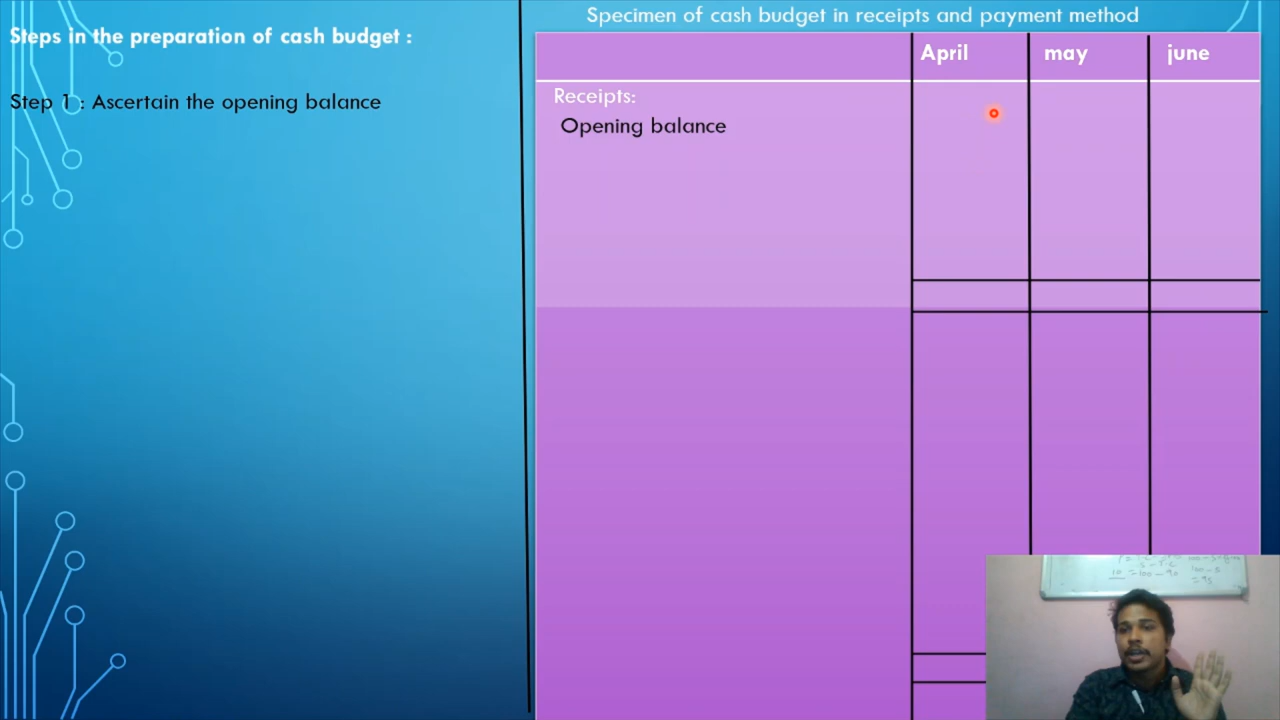 Steps in the preparation of cash budget :
Step 1 : Ascertain the opening balance
Specimen of cash budget in receipts and payment method
April may june
Receipts:
Opening balance